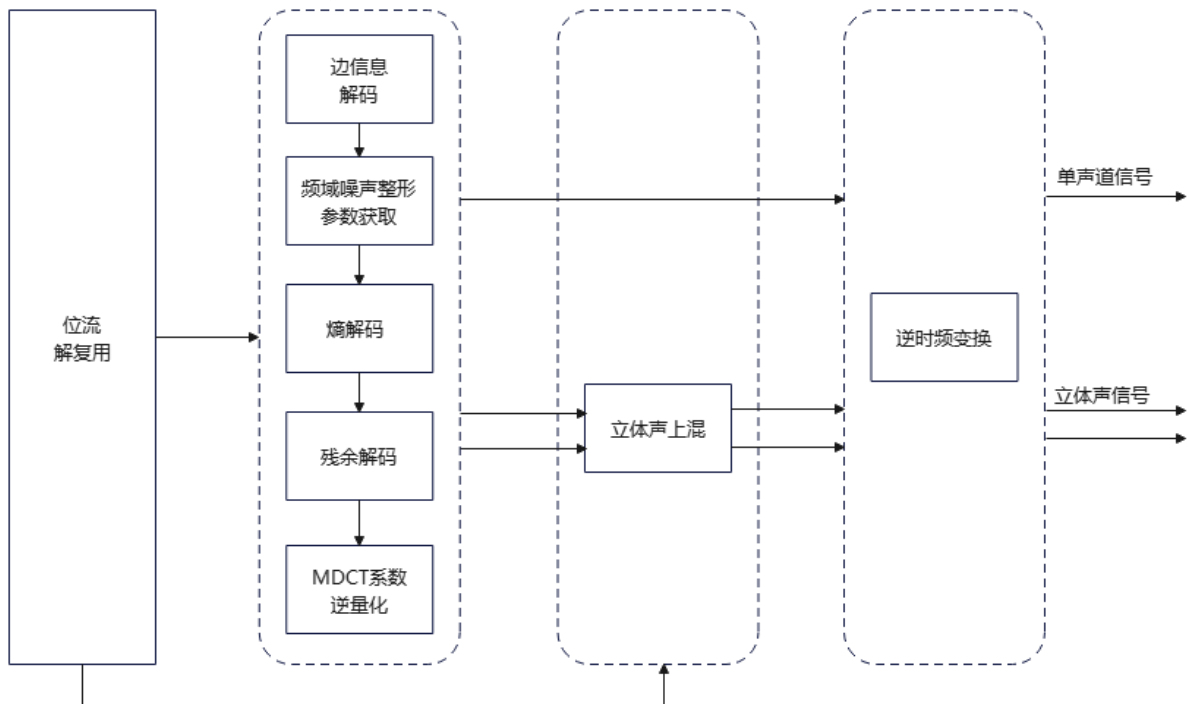 位流
解复用
边信息
解码
频域噪声整形
参数获取
熵解码
残余解码
MDCT系数
逆量化
立体声上混
逆时频变换
单声道信号
立体声信号